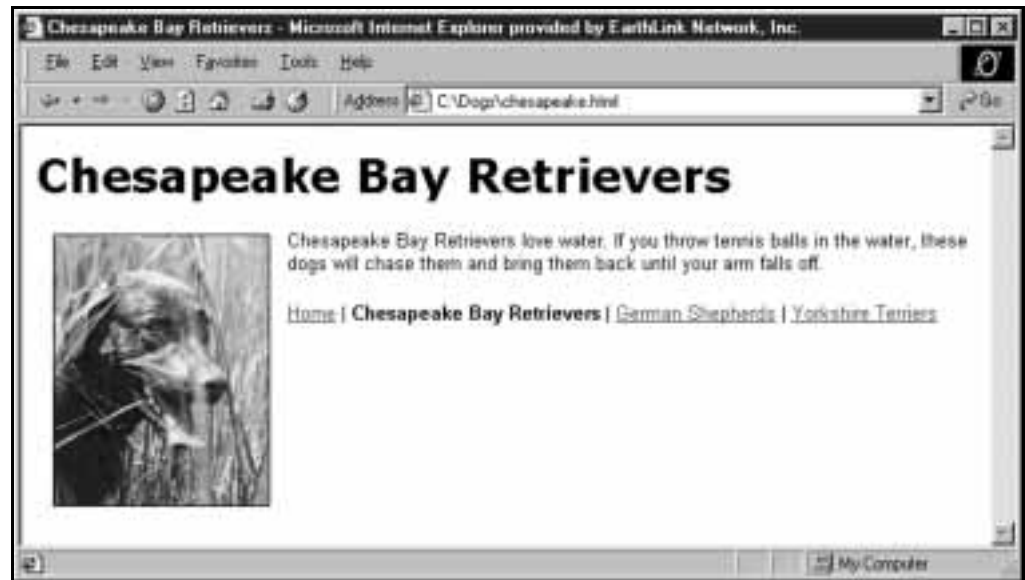 Chesapeake Bay Retrievers - Microsoft Internet Explorer provided by EarthLink Network, Inc.
File Edit View Favorites Tools Help
Address C:\Dogs\chesapeake.html Go
Chesapeake Bay Retrievers
Chesapeake Bay Retrievers love water. If you throw tennis balls in the water, these
dogs will chase them and bring them back until your arm falls off.
Home | Chesapeake Bay Retrievers | German Shepherds | Yorkshire Terriers
My Computer